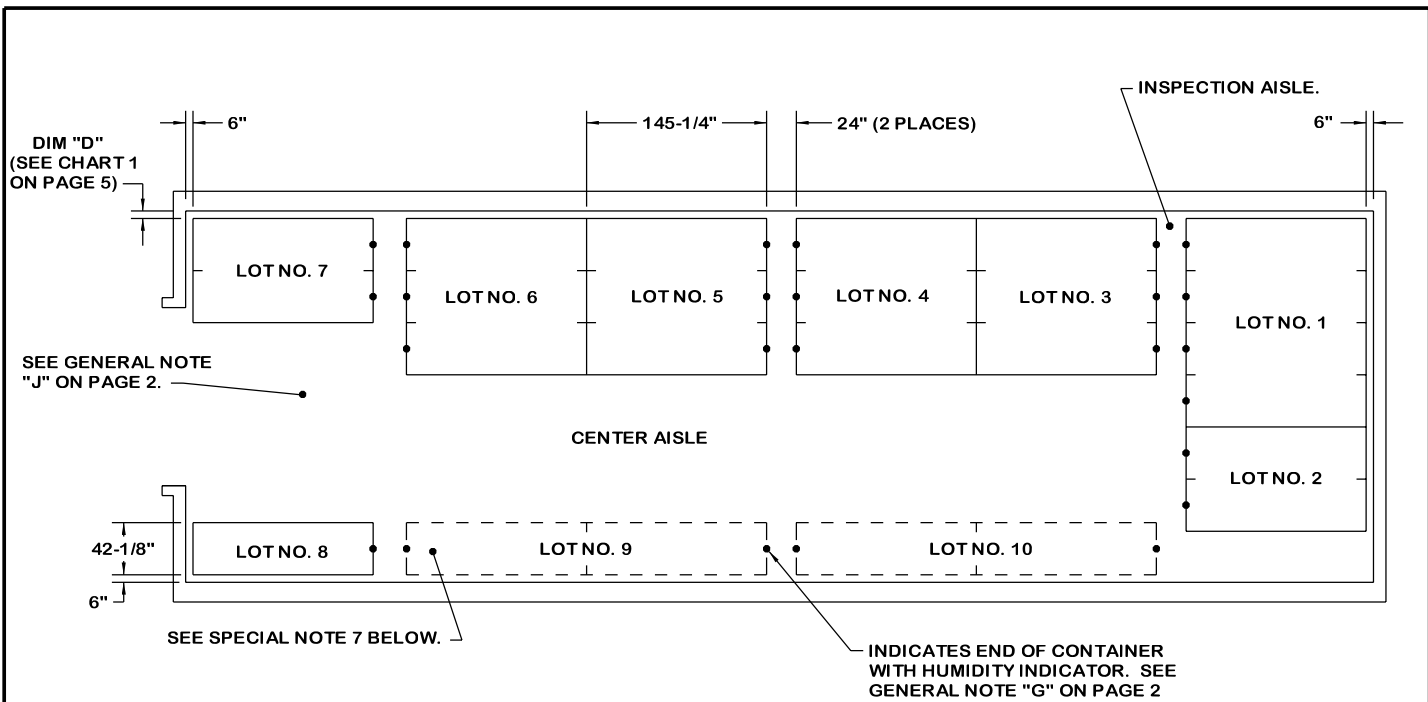 INSPECTION AISLE.
6"
145-1/4"
24" (2 PLACES)
6"
DIM "D"
(SEE CHART 1
ON PAGE 5)
LOT NO. 7
LOT NO. 6
LOT NO. 5
LOT NO. 4
LOT NO. 3
LOT NO. 1
SEE GENERAL NOTE
"J" ON PAGE 2.
CENTER AISLE
LOT NO. 2
42-1/8"
LOT NO. 8
LOT NO. 9
LOT NO. 10
6"
SEE SPECIAL NOTE 7 BELOW.
INDICATES END OF CONTAINER
WITH HUMIDITY INDICATOR. SEE
GENERAL NOTE "G" ON PAGE 2